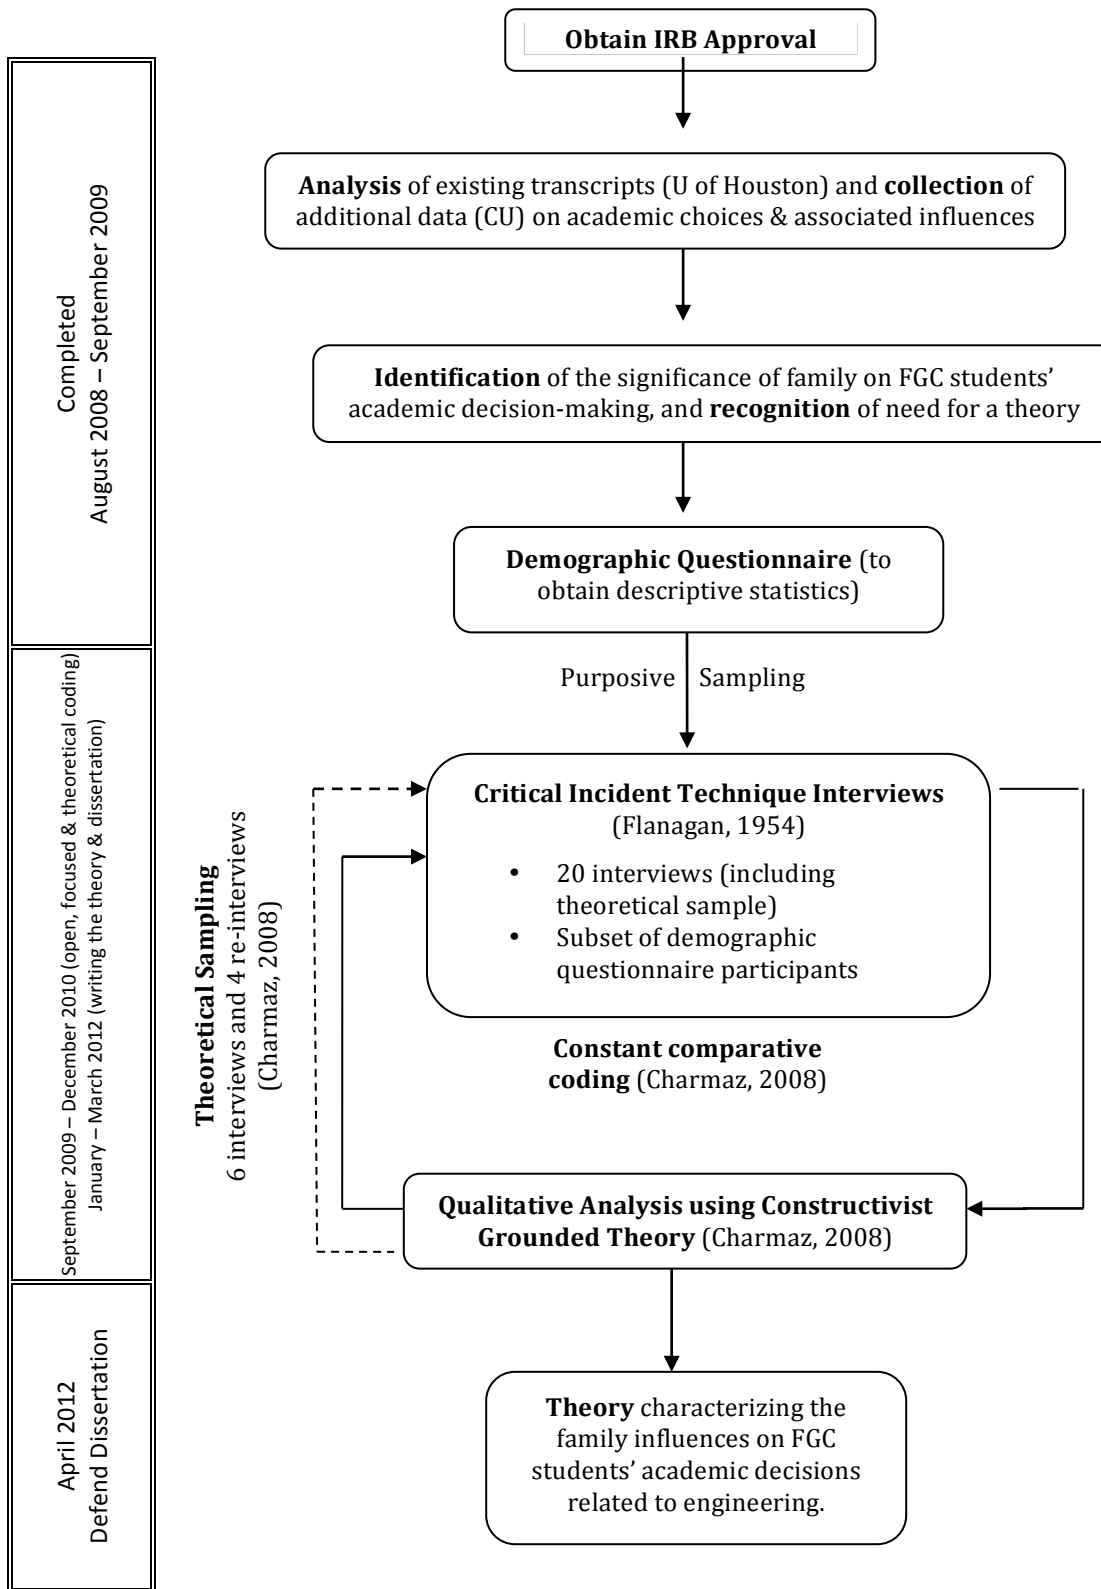 Obtain IRB Approval
Completed
August 2008 – September 2009
Analysis of existing transcripts (U of Houston) and collection of
additional data (CU) on academic choices & associated influences
Identification of the significance of family on FGC students’
academic decision-making, and recognition of need for a theory
Demographic Questionnaire (to
obtain descriptive statistics)
Purposive Sampling
September 2009 – December 2010 (open, focused & theoretical coding)
January – March 2012 (writing the theory & dissertation)
Theoretical Sampling
6 interviews and 4 re-interviews
(Charmaz, 2008)
Critical Incident Technique Interviews
(Flanagan, 1954)
• 20 interviews (including
theoretical sample)
• Subset of demographic
questionnaire participants
Constant comparative
coding (Charmaz, 2008)
Qualitative Analysis using Constructivist
Grounded Theory (Charmaz, 2008)
April 2012
Defend Dissertation
Theory characterizing the
family influences on FGC
students’ academic decisions
related to engineering.